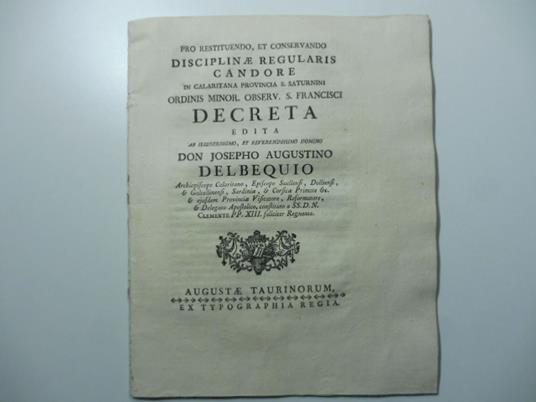 PRO RESTITUENDO, ET CONSERVANDO
DISCIPLINÆ REGULARIS
CANDORE
IN CALARITANA PROVINCIA S. SATURNINI
ORDINIS MINOR. OBSERV. S. FRANCISCI
DECRETA
EDITA
AB ILLUSTRISSIMO, ET REVERENDISSIMO DOMINO
DON JOSEPHO AUGUSTINO
DELBEQUIO
Archiepiscopo Calaritano, Episcopo Suellensi, Doliensi,
& Galtellinensi, Sardiniæ, & Corsicæ Primate &c.
& ejusdem Provinciæ Visitatore, Reformatore,
& Delegato Apostolico, constituto a SS. D. N.
CLEMENTE PP. XIII. feliciter Regnante.
AUGUSTÆ TAURINORUM,
EX TYPOGRAPHIA REGIA.